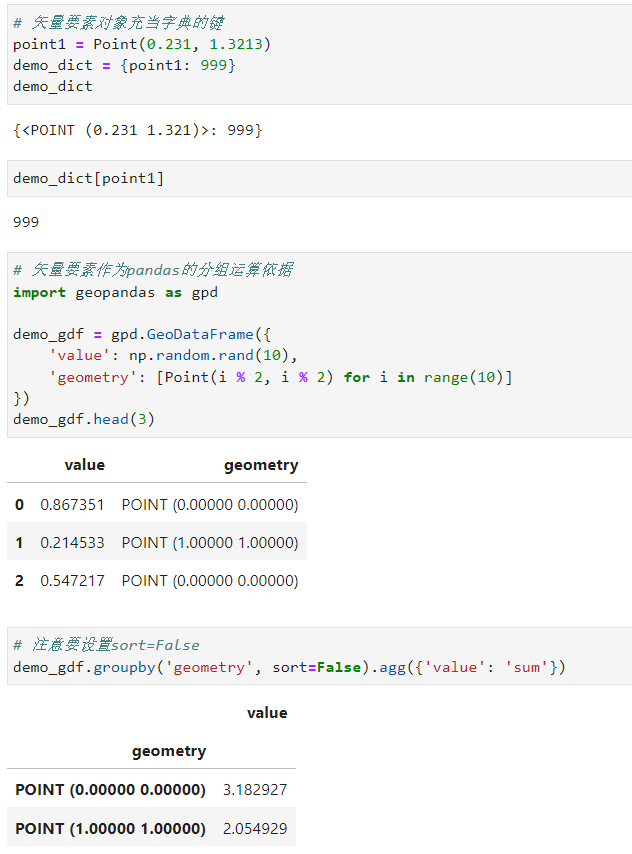 # 矢量要素对象充当字典的键
point1 = Point(0.231, 1.3213)
demo_dict = {point1: 999}
demo_dict
{<POINT (0.231 1.321)>: 999}
demo_dict[point1]
999
# 矢量要素作为pandas的分组运算依据
import geopandas as gpd
demo_gdf = gpd.GeoDataFrame({
    'value': np.random.rand(10),
    'geometry': [Point(i % 2, i % 2) for i in range(10)]
})
demo_gdf.head(3)
value geometry
0 0.867351 POINT (0.00000 0.00000)
1 0.214533 POINT (1.00000 1.00000)
2 0.547217 POINT (0.00000 0.00000)
# 注意要设置sort=False
demo_gdf.groupby('geometry', sort=False).agg({'value': 'sum'})
value
geometry
POINT (0.00000 0.00000) 3.182927
POINT (1.00000 1.00000) 2.054929